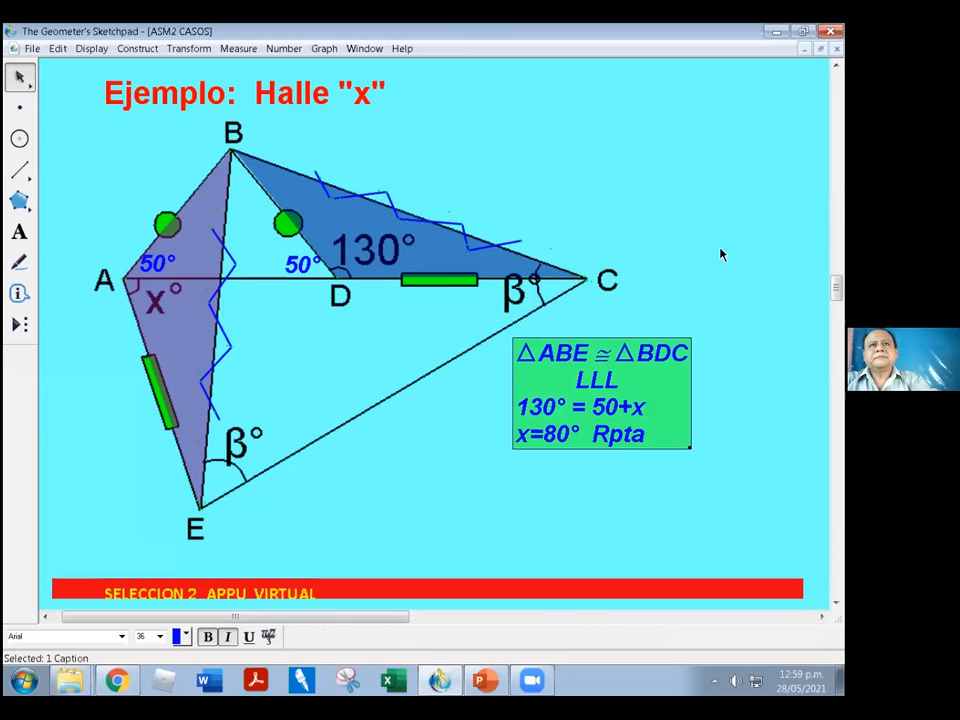 The Geometer's Sketchpad - [ASM2 CASOS]
File Edit Display Construct Transform Measure Number Graph Window Help
Ejemplo: Halle "x"
B
130°
50°
50°
A
D
C
x°
β°
△ABE ≅ △BDC
LLL
130° = 50+x
x=80° Rpta
β°
E
SELECCION 2 APPU VIRTUAL
Arial 36 B I U
Selected: 1 Caption
12:59 p.m.
28/05/2021